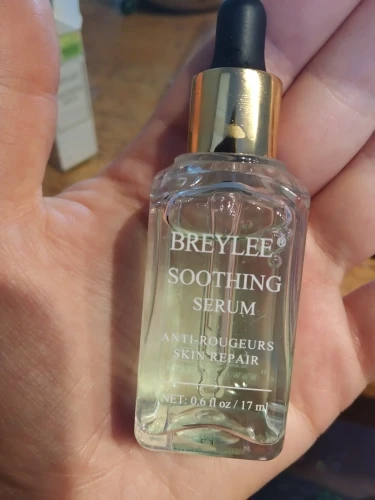 BREYLEE®
SOOTHING
SERUM
ANTI-ROUGEURS
SKIN REPAIR
NET: 0.6 fl oz / 17 ml